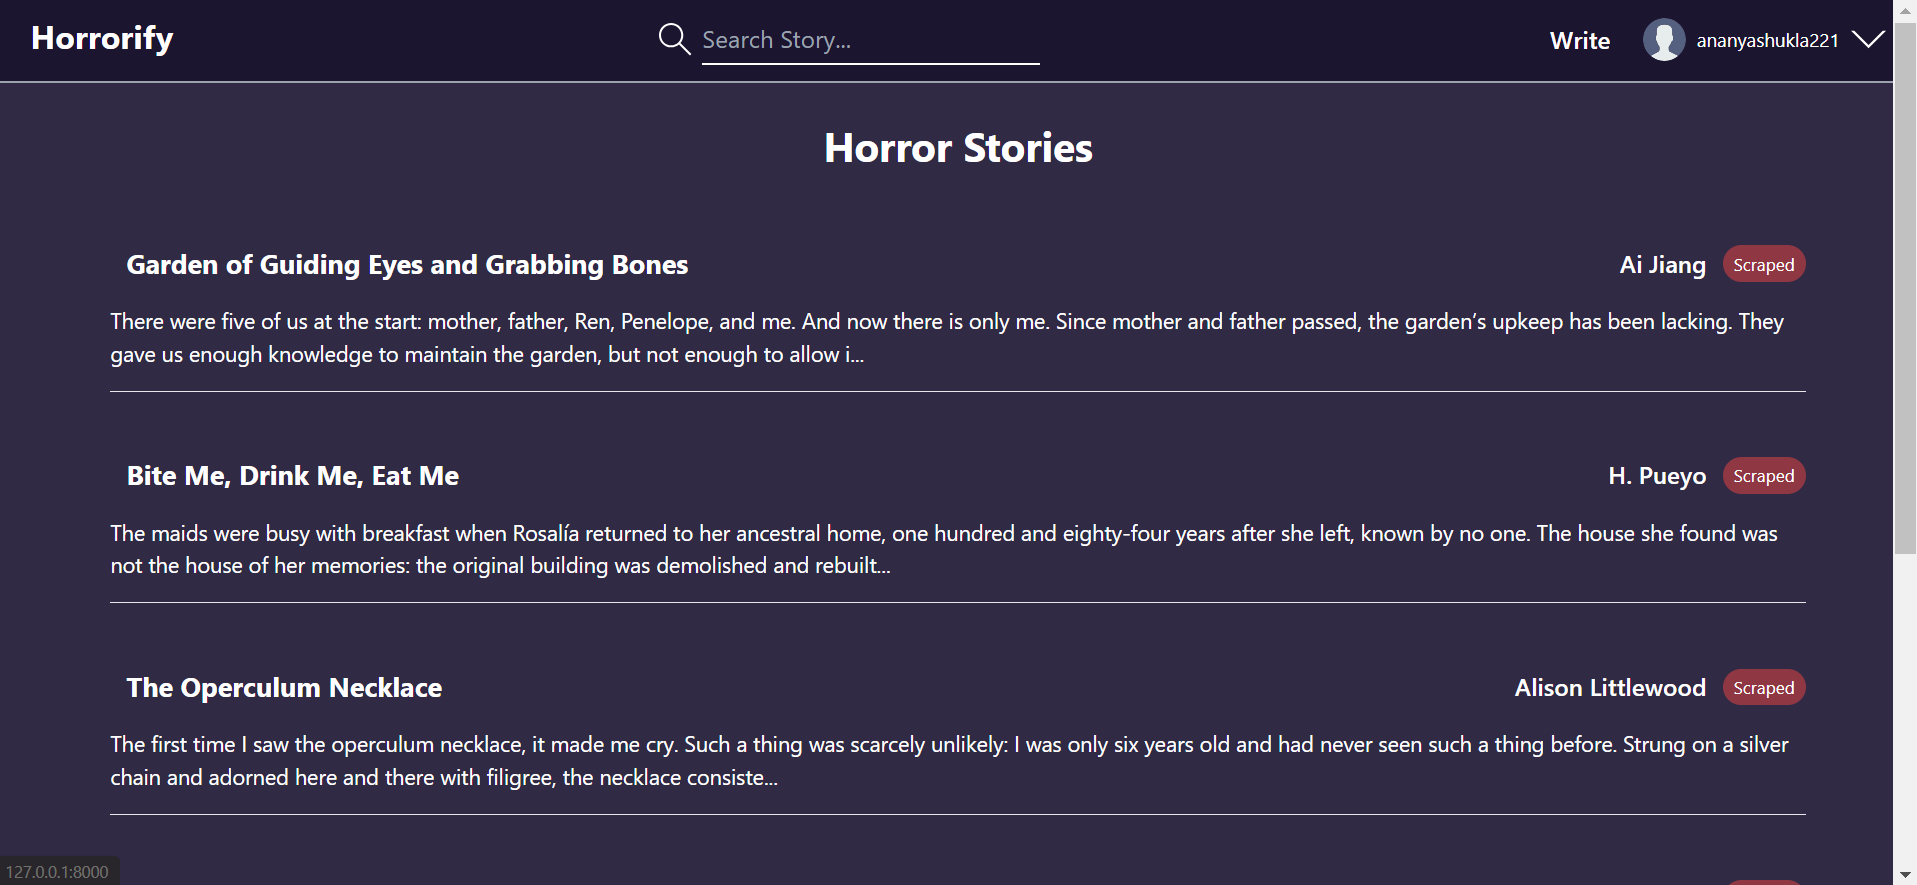 Horrorify
Search Story...
Write
ananyashukla221
Horror Stories
Garden of Guiding Eyes and Grabbing Bones
Ai Jiang
Scraped
There were five of us at the start: mother, father, Ren, Penelope, and me. And now there is only me. Since mother and father passed, the garden’s upkeep has been lacking. They
gave us enough knowledge to maintain the garden, but not enough to allow i...
Bite Me, Drink Me, Eat Me
H. Pueyo
Scraped
The maids were busy with breakfast when Rosalía returned to her ancestral home, one hundred and eighty-four years after she left, known by no one. The house she found was
not the house of her memories: the original building was demolished and rebuilt...
The Operculum Necklace
Alison Littlewood
Scraped
The first time I saw the operculum necklace, it made me cry. Such a thing was scarcely unlikely: I was only six years old and had never seen such a thing before. Strung on a silver
chain and adorned here and there with filigree, the necklace consiste...
127.0.0.1:8000